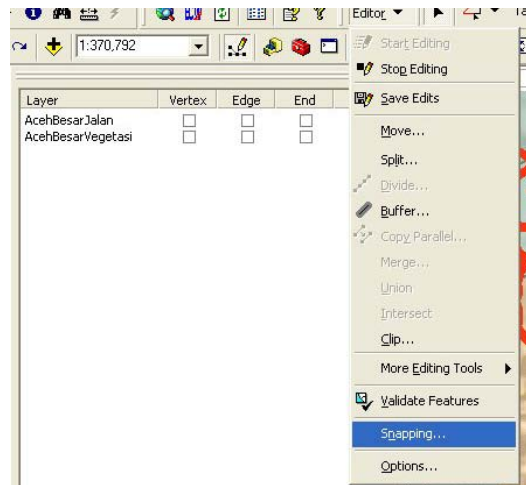 Editor
1:370,792
Layer Vertex Edge End
AcehBesarJalan
AcehBesarVegetasi
Start Editing
Stop Editing
Save Edits
Move...
Split...
Divide...
Buffer...
Copy Parallel...
Merge...
Union
Intersect
Clip...
More Editing Tools
Validate Features
Snapping...
Options...